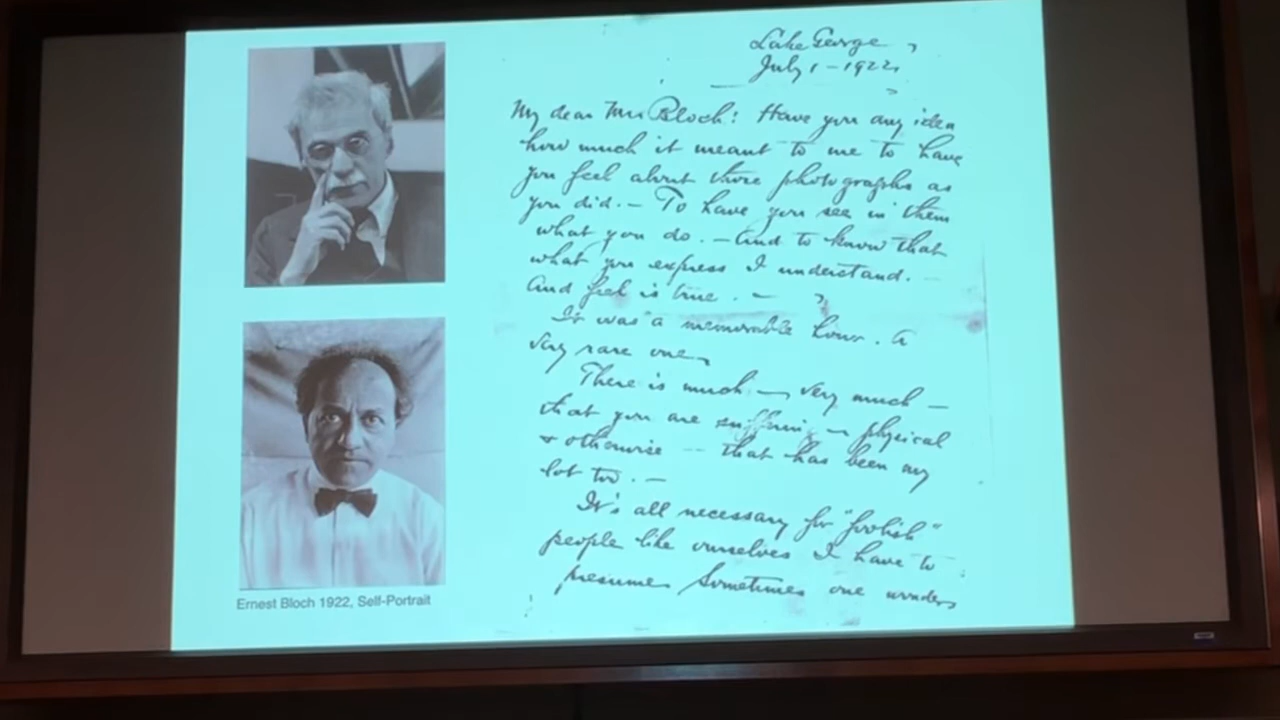 Lake George,
July 1 - 1922.
My dear Mr Bloch: Have you any idea
how much it meant to me to have
you feel about those photographs as
you did. — To have you see in them
what you do. — And to know that
what you express I understand. —
And feel is true. —
It was a memorable hour. A
very rare one.
There is much — very much —
that you are suffering — physical
& otherwise — that has been my
lot too. —
It's all necessary for "foolish"
people like ourselves I have to
presume. Sometimes one wonders
Ernest Bloch 1922, Self-Portrait